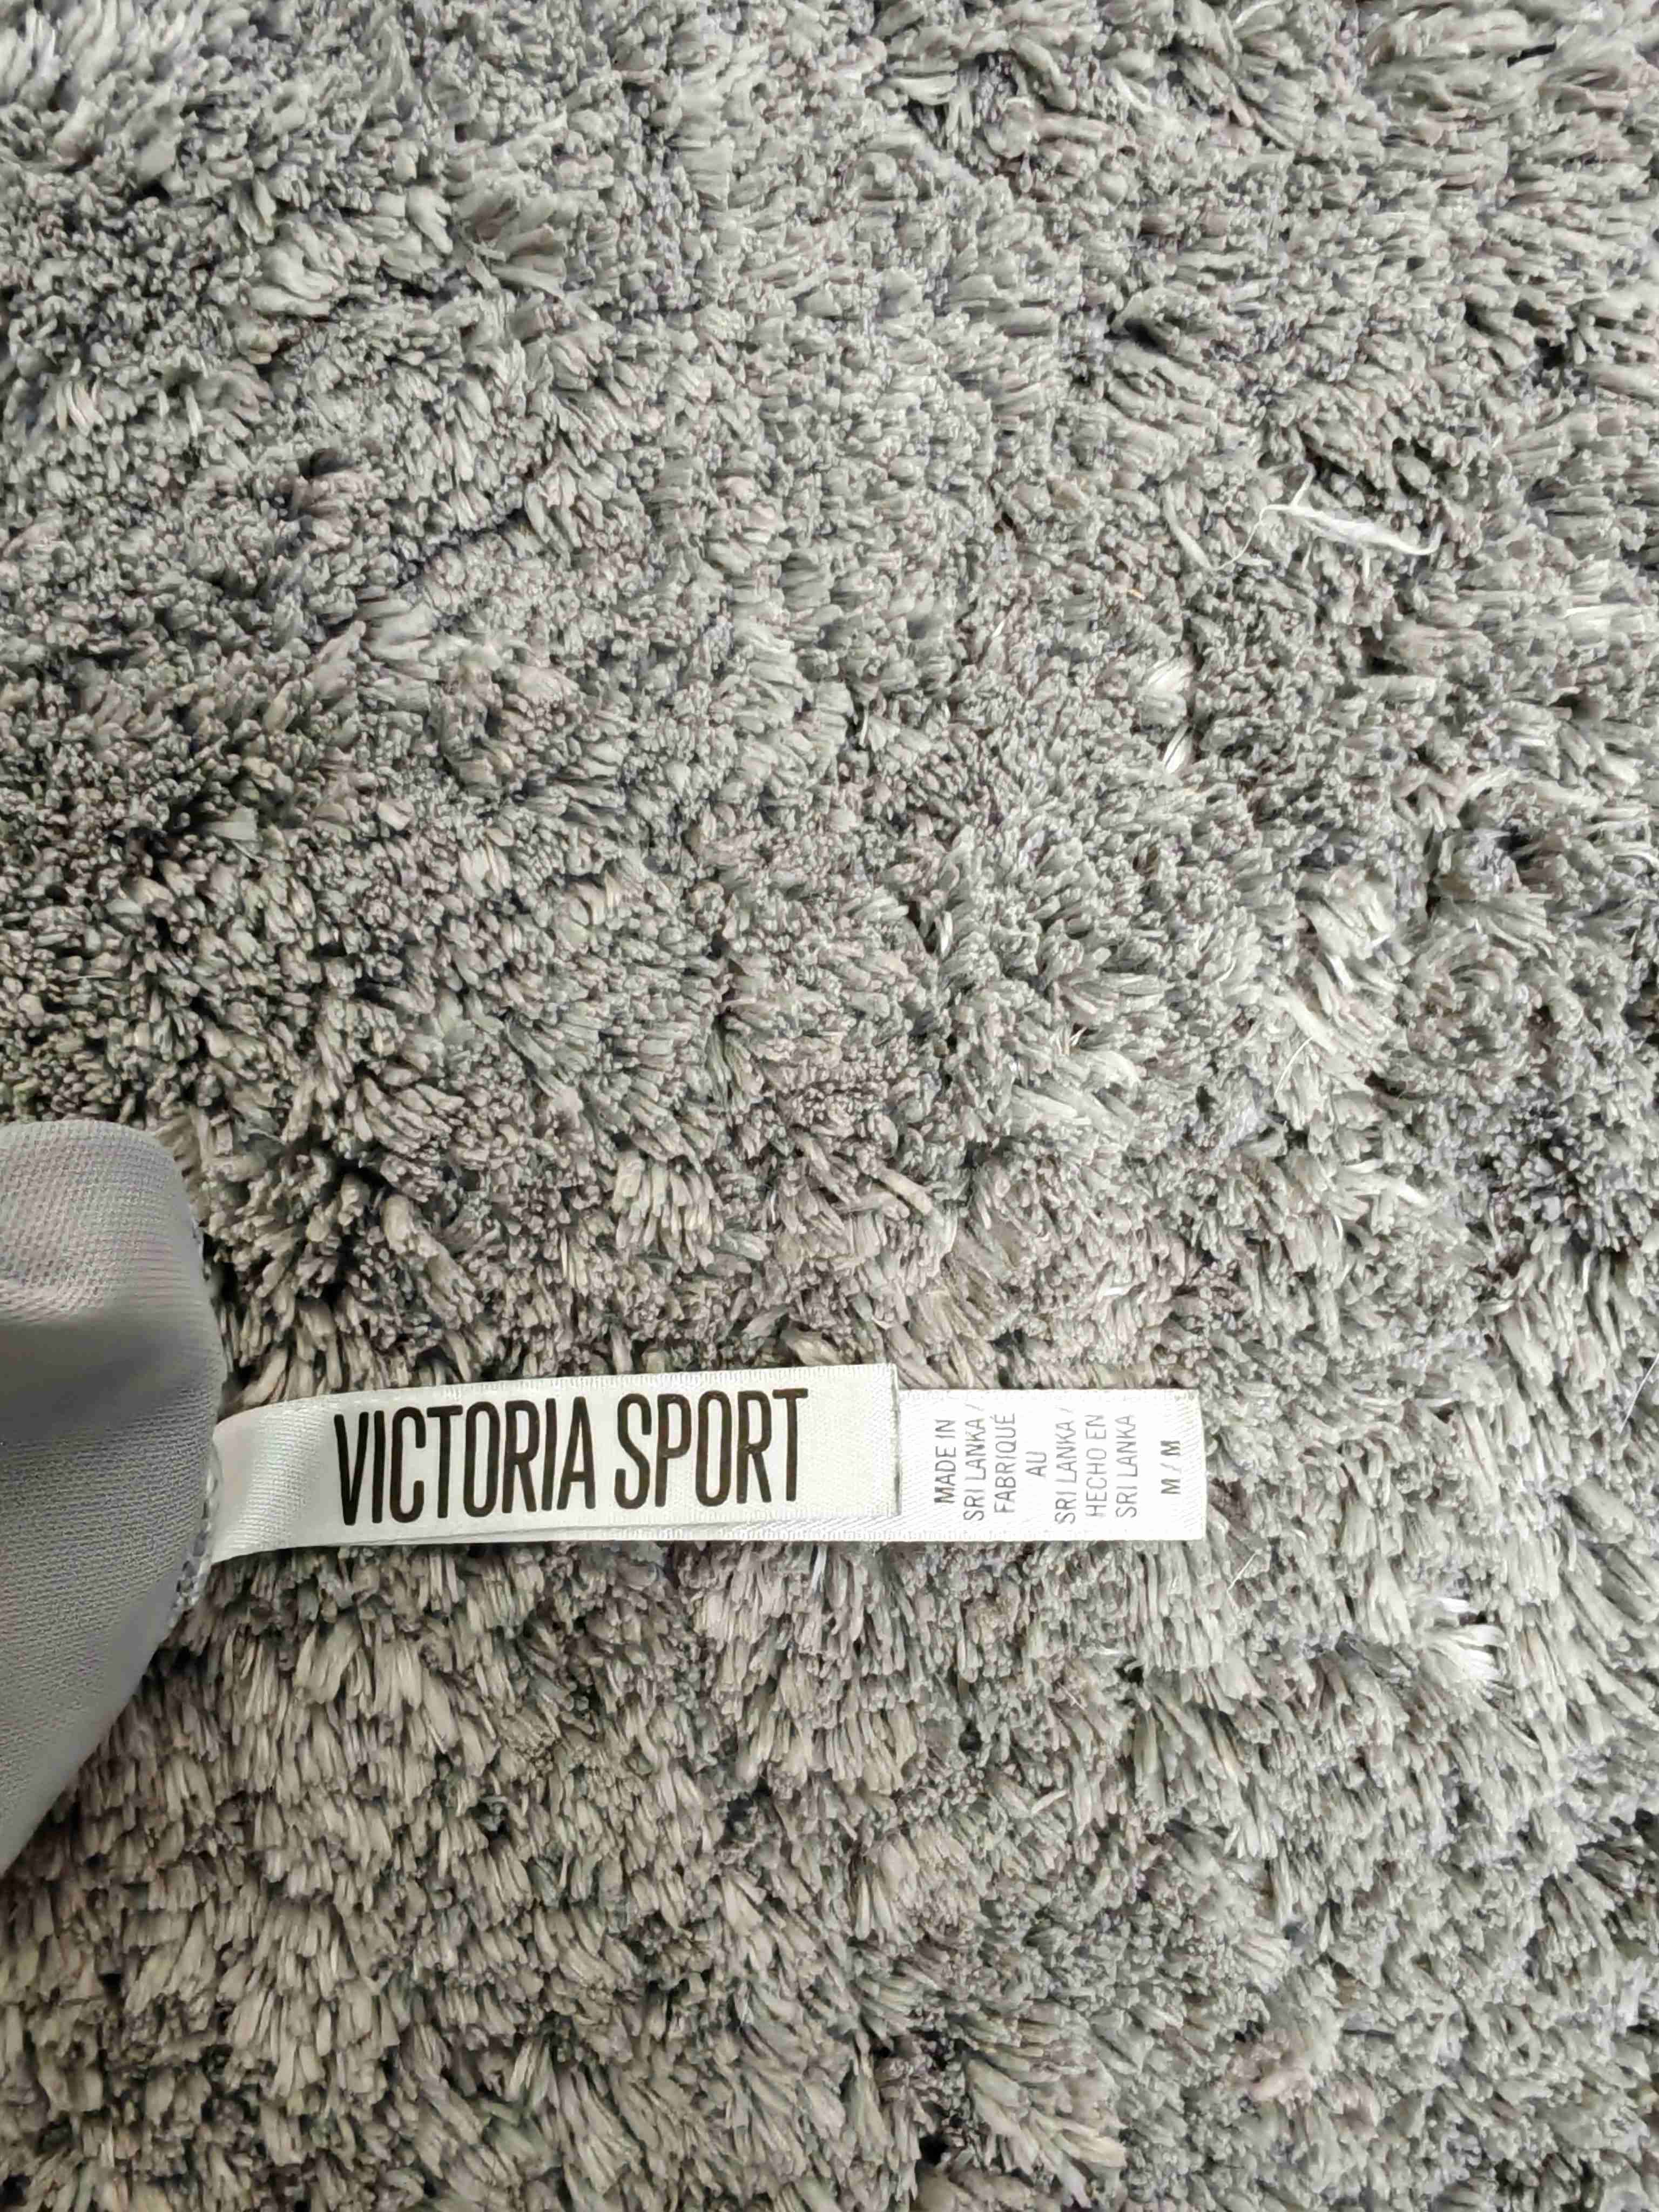 VICTORIA SPORT
MADE IN
SRI LANKA /
FABRIQUÉ
AU
SRI LANKA /
HECHO EN
SRI LANKA
M / M